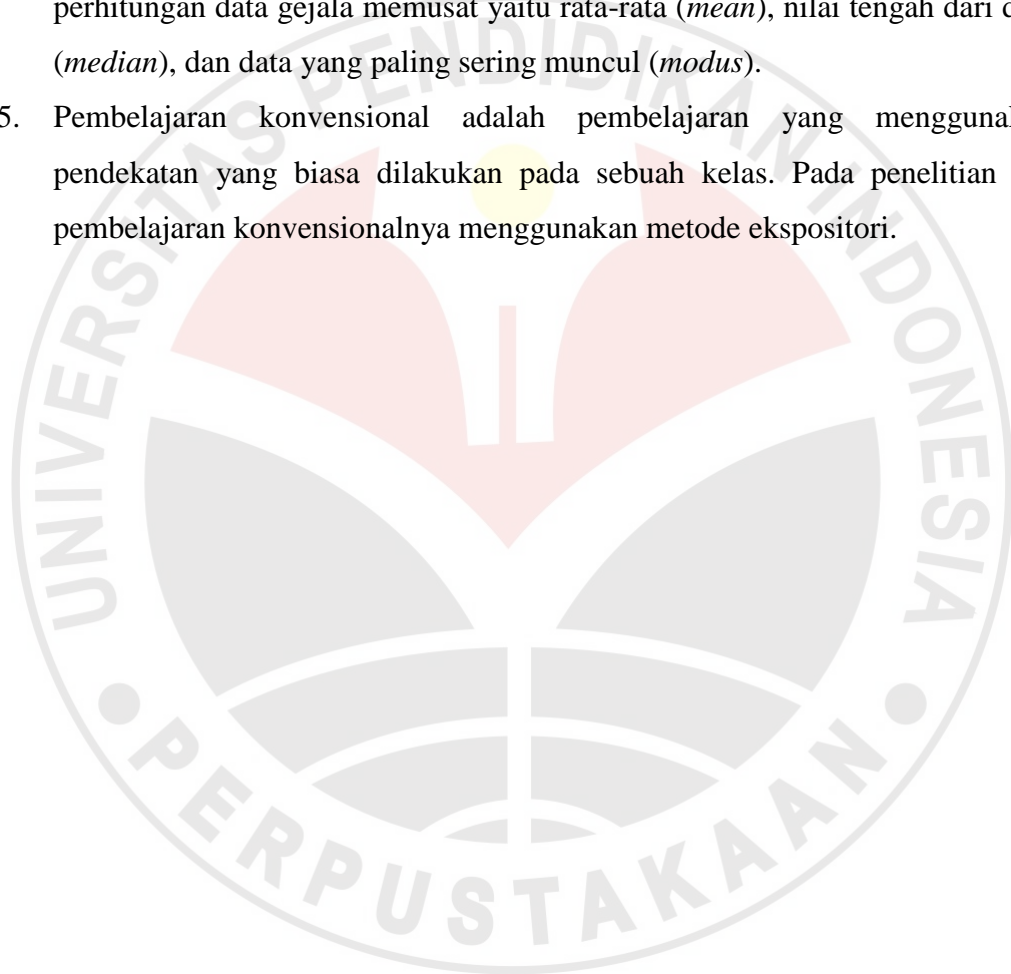 perhitungan data gejala memusat yaitu rata-rata (mean), nilai tengah dari
(median), dan data yang paling sering muncul (modus).
5. Pembelajaran konvensional adalah pembelajaran yang
pendekatan yang biasa dilakukan pada sebuah kelas. Pada penelitian
pembelajaran konvensionalnya menggunakan metode ekspositori.
UNIVERSITAS PENDIDIKAN INDONESIA
PERPUSTAKAAN